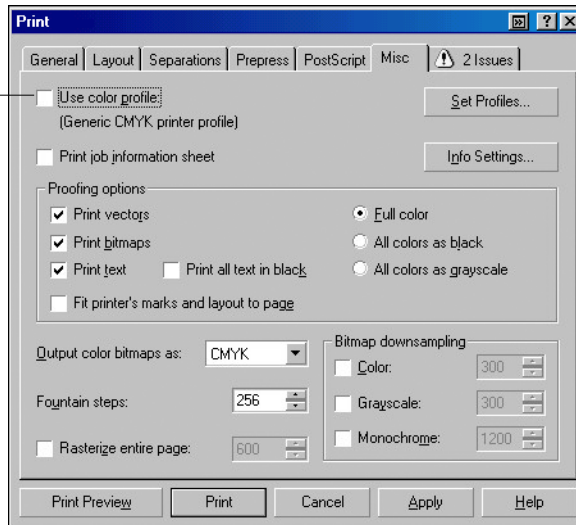 Print
General Layout Separations Prepress PostScript Misc 2 Issues
Use color profile:
(Generic CMYK printer profile)
Set Profiles...
Print job information sheet
Info Settings...
Proofing options
Print vectors
Full color
Print bitmaps
All colors as black
Print text Print all text in black
All colors as grayscale
Fit printer's marks and layout to page
Output color bitmaps as: CMYK
Bitmap downsampling
Color: 300
Fountain steps: 256
Grayscale: 300
Rasterize entire page: 600
Monochrome: 1200
Print Preview Print Cancel Apply Help